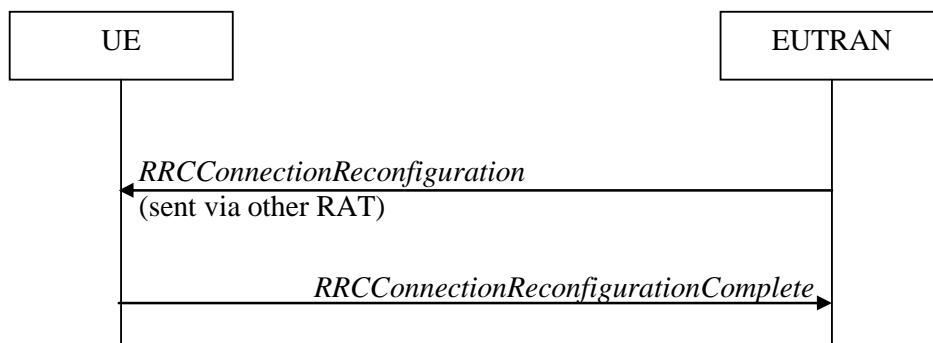 UE
EUTRAN
RRCConnectionReconfiguration
(sent via other RAT)
RRCConnectionReconfigurationComplete